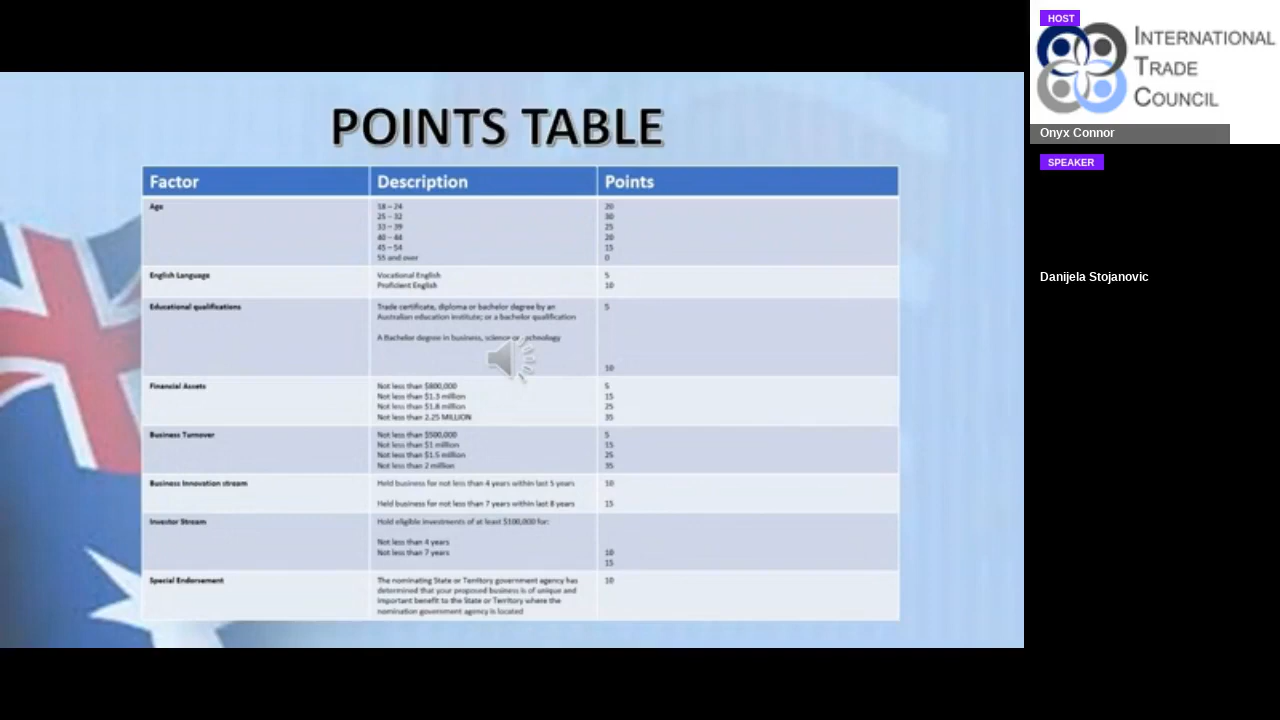 POINTS TABLE
Factor Description Points
Age 18 – 24 20
25 – 32 30
33 – 39 25
40 – 44 20
45 – 54 15
55 and over 0
English Language Vocational English 5
Proficient English 10
Educational qualifications Trade certificate, diploma or bachelor degree by an 5
Australian education institute; or a bachelor qualification
A Bachelor degree in business, science or
10
Financial Assets Not less than $800,000 5
Not less than $1.3 million 15
Not less than $1.8 million 25
Not less than 2.25 MILLION 35
Business Turnover Not less than $500,000 5
Not less than $1 million 15
Not less than $1.5 million 25
Not less than 2 million 35
Business Innovation stream Held business for not less than 4 years within last 5 years 10
Held business for not less than 7 years within last 8 years 15
Investor Stream Hold eligible investments of at least $100,000 for:
Not less than 4 years
Not less than 7 years 10
15
Special Endorsement The nominating State or Territory government agency has 10
determined that your proposed business is of unique and
important benefit to the State or Territory where the
nomination government agency is located
HOST
INTERNATIONAL
TRADE
COUNCIL
Onyx Connor
SPEAKER
Danijela Stojanovic